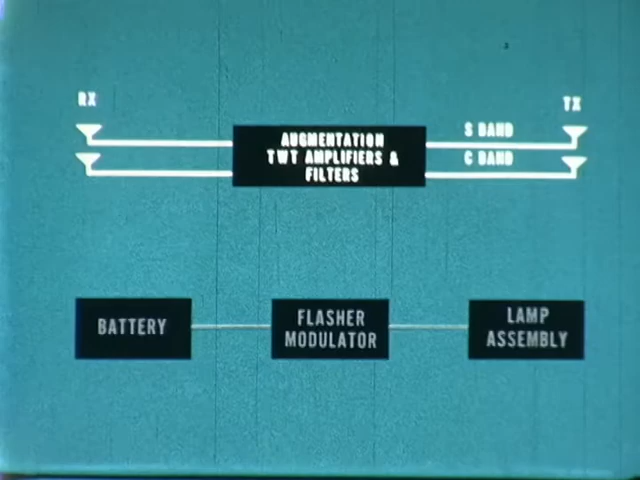 RX
TX
AUGMENTATION
TWT AMPLIFIERS &
FILTERS
S BAND
C BAND
BATTERY
FLASHER
MODULATOR
LAMP
ASSEMBLY